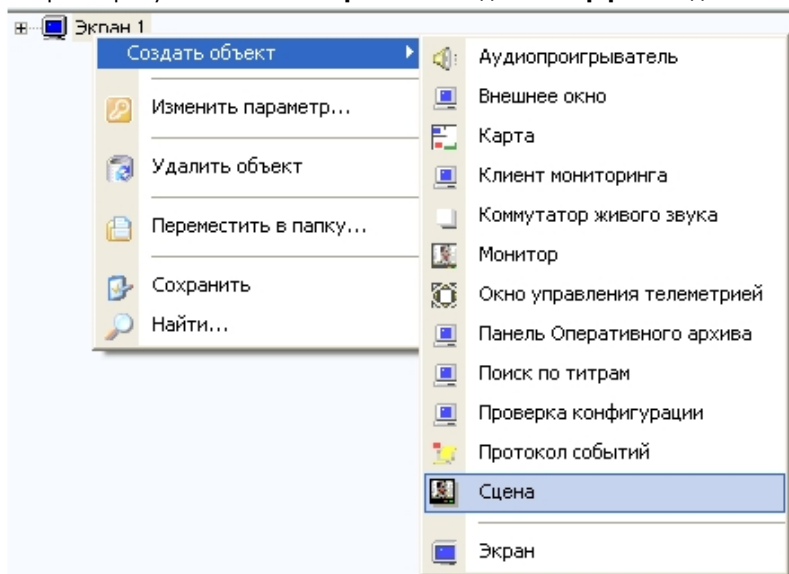 Экран 1
Создать объект
Изменить параметр...
Удалить объект
Переместить в папку...
Сохранить
Найти...
Аудиопроигрыватель
Внешнее окно
Карта
Клиент мониторинга
Коммутатор живого звука
Монитор
Окно управления телеметрией
Панель Оперативного архива
Поиск по титрам
Проверка конфигурации
Протокол событий
Сцена
Экран